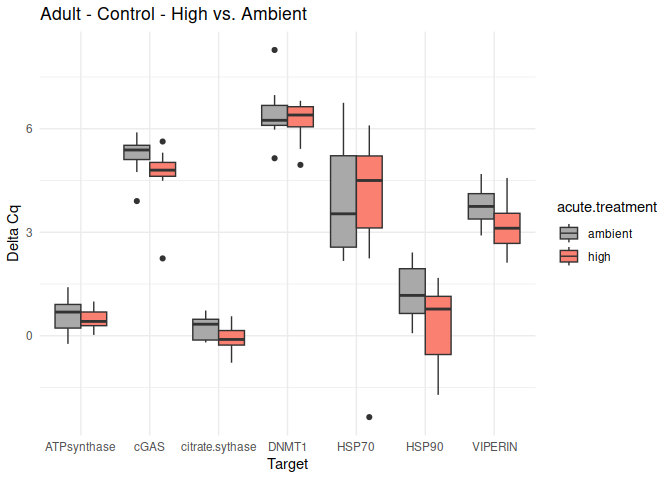 Adult - Control - High vs. Ambient
Delta Cq
6
3
0
ATPsynthase
cGAS
citrate.sythase
DNMT1
HSP70
HSP90
VIPERIN
Target
acute.treatment
ambient
high